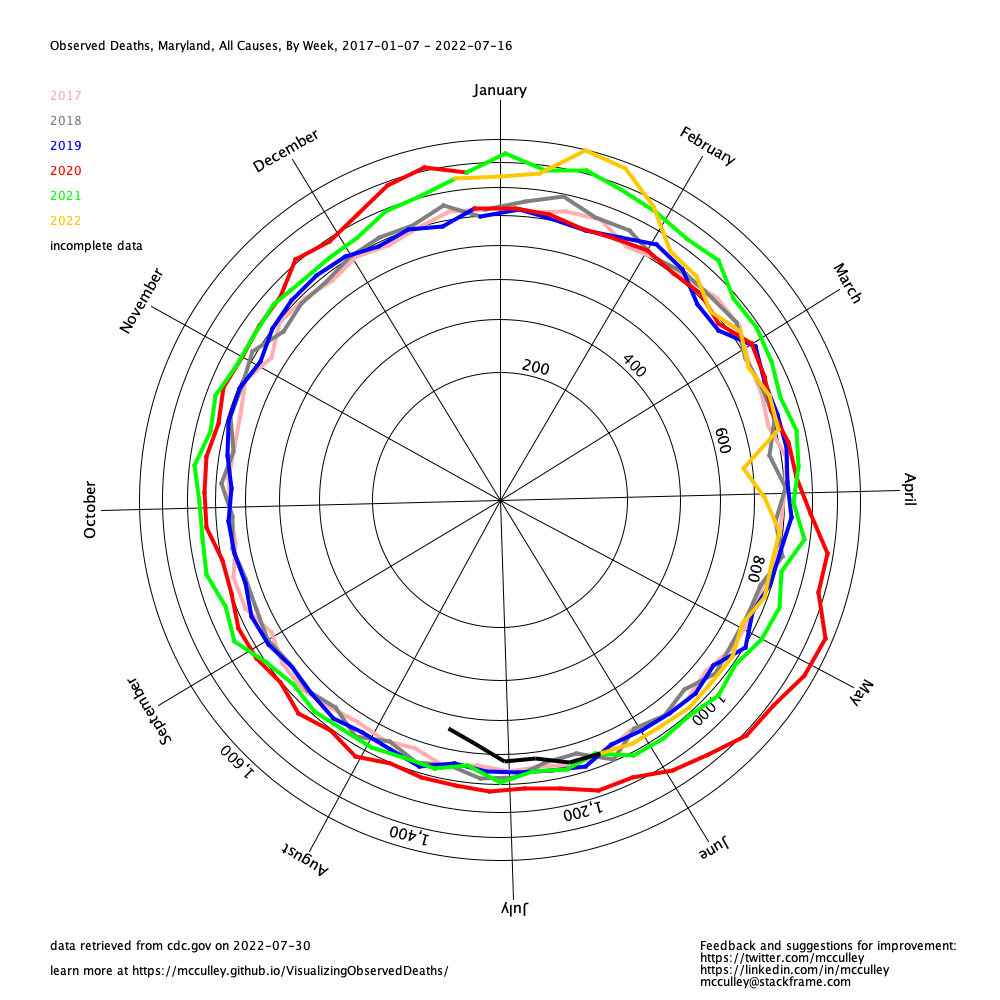 Observed Deaths, Maryland, All Causes, By Week, 2017-01-07 - 2022-07-16
2017
2018
2019
2020
2021
2022
incomplete data
January
February
March
April
May
June
July
August
September
October
November
December
200
400
600
800
1,000
1,200
1,400
1,600
data retrieved from cdc.gov on 2022-07-30
learn more at https://mcculley.github.io/VisualizingObservedDeaths/
Feedback and suggestions for improvement:
https://twitter.com/mcculley
https://linkedin.com/in/mcculley
mcculley@stackframe.com